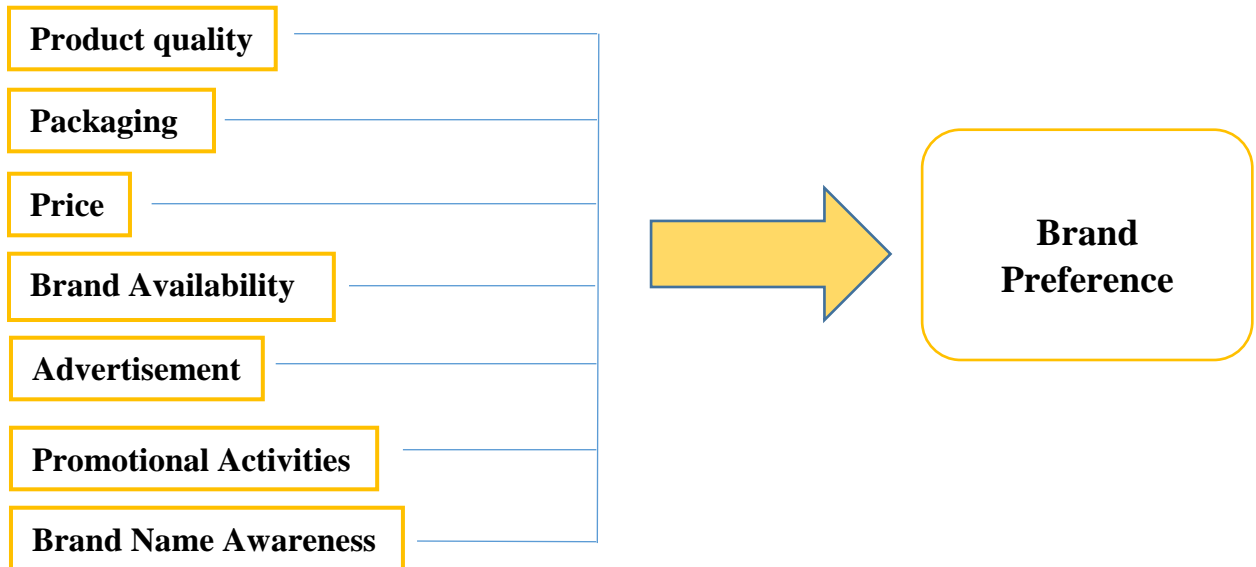 Product quality
Packaging
Price
Brand Availability
Advertisement
Promotional Activities
Brand Name Awareness
Brand
Preference